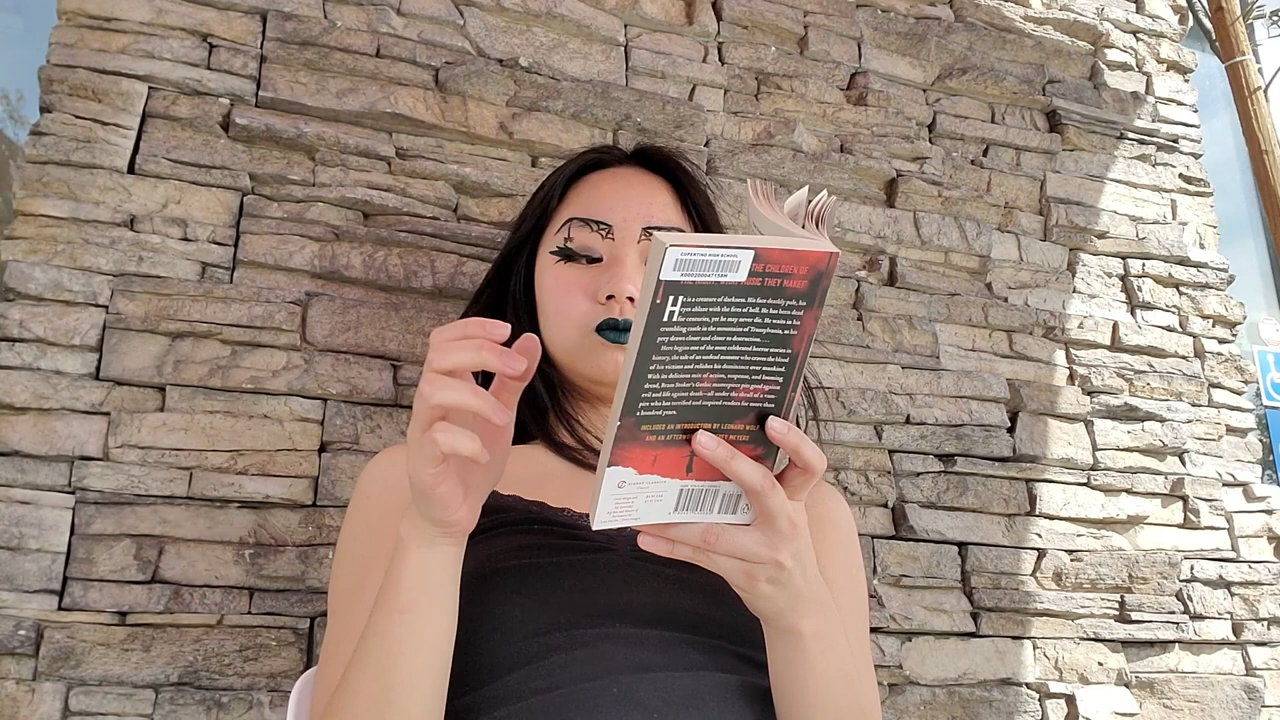 CUPERTINO HIGH SCHOOL
THE CHILDREN OF
MUSIC THEY MAKE!"
He is a creature of darkness. His face deathly pale, his
eyes ablaze with the fires of hell. He has been dead
for centuries, yet he may never die. He waits in his
crumbling castle in the mountains of Transylvania, as his
prey draws closer and closer to destruction. . . .
Here begins one of the most celebrated horror stories in
history, the tale of an undead monster who craves the blood
of his victims and relishes his dominance over mankind.
With its delicious mix of action, suspense, and looming
dread, Bram Stoker's Gothic masterpiece pits good against
evil and life against death—all under the thrall of a vam-
pire who has terrified and inspired readers for more than
a hundred years.
INCLUDES AN INTRODUCTION BY LEONARD WOLF
AND AN AFTERWO MEYERS
SIGNET CLASSICS